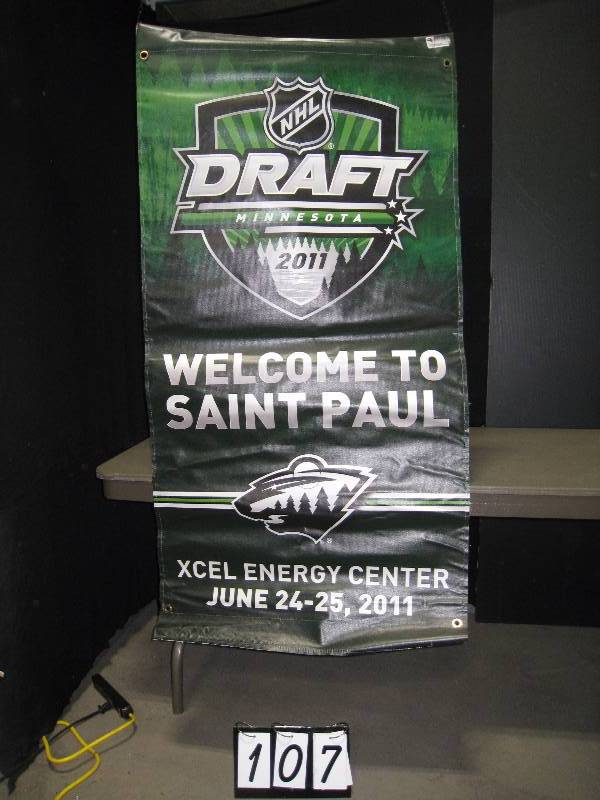 NHL
DRAFT
MINNESOTA
2011
WELCOME TO
SAINT PAUL
XCEL ENERGY CENTER
JUNE 24-25, 2011
107